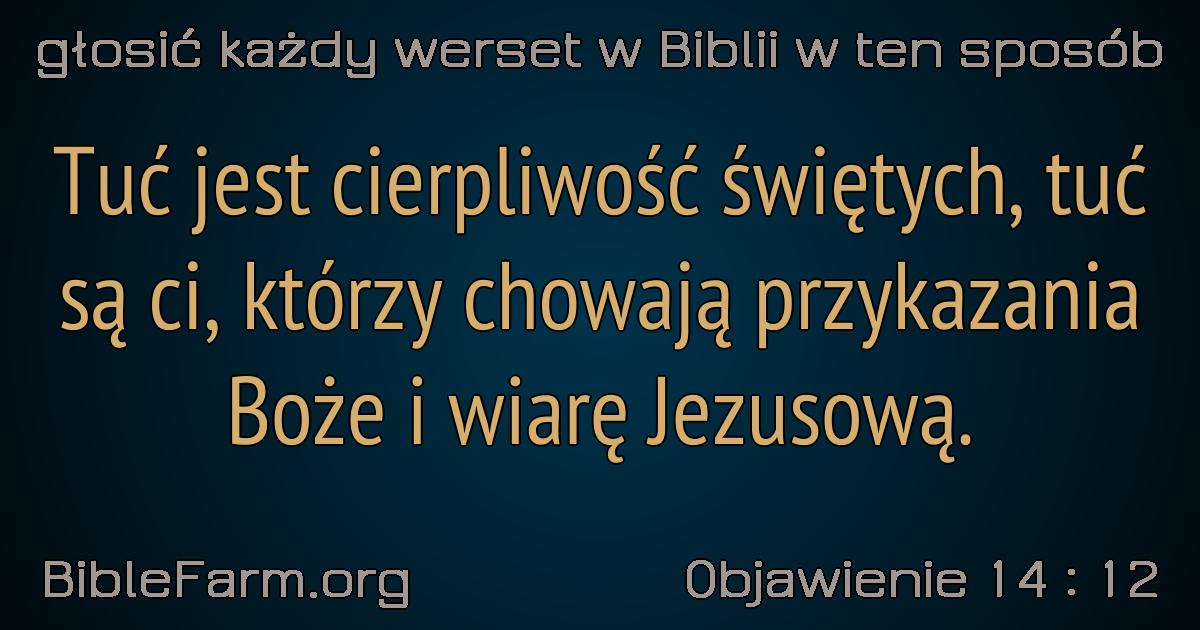 głosić każdy werset w Biblii w ten sposób
Tuć jest cierpliwość świętych, tuć
są ci, którzy chowają przykazania
Boże i wiarę Jezusową.
BibleFarm.org
Objawienie 14 : 12